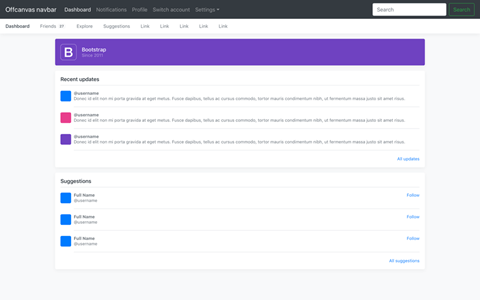 Offcanvas navbar Dashboard Notifications Profile Switch account Settings Search Search
Dashboard Friends 27 Explore Suggestions Link Link Link Link Link
B Bootstrap
Since 2011
Recent updates
@username
Donec id elit non mi porta gravida at eget metus. Fusce dapibus, tellus ac cursus commodo, tortor mauris condimentum nibh, ut fermentum massa justo sit amet risus.
@username
Donec id elit non mi porta gravida at eget metus. Fusce dapibus, tellus ac cursus commodo, tortor mauris condimentum nibh, ut fermentum massa justo sit amet risus.
@username
Donec id elit non mi porta gravida at eget metus. Fusce dapibus, tellus ac cursus commodo, tortor mauris condimentum nibh, ut fermentum massa justo sit amet risus.
All updates
Suggestions
Full Name Follow
@username
Full Name Follow
@username
Full Name Follow
@username
All suggestions